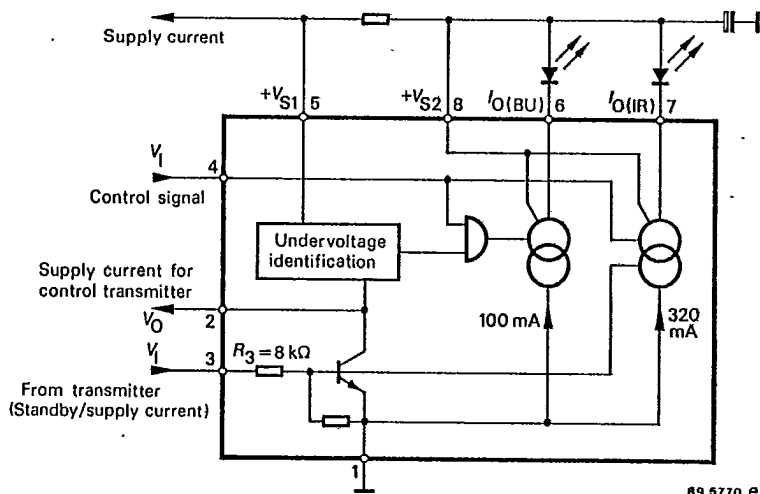 Supply current
+VS1 5
+VS2 8
IO(BU) 6
IO(IR) 7
VI
4
Control signal
Undervoltage
identification
Supply current for
control transmitter
VO
2
100 mA
320
mA
VI
3
R3 = 8 kΩ
From transmitter
(Standby/supply current)
1